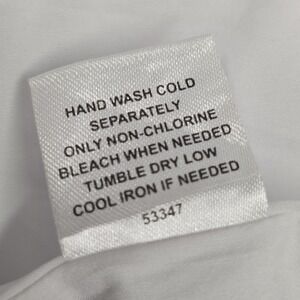 HAND WASH COLD
SEPARATELY
ONLY NON-CHLORINE
BLEACH WHEN NEEDED
TUMBLE DRY LOW
COOL IRON IF NEEDED
53347